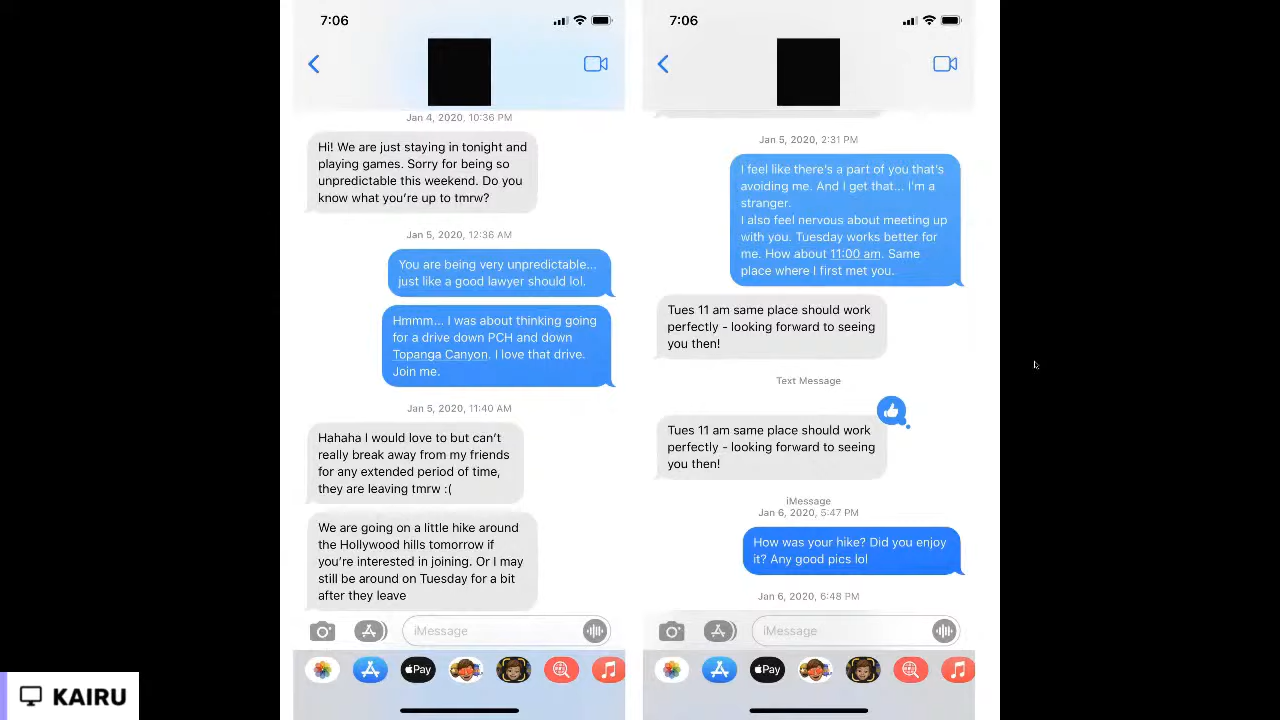 7:06
Jan 4, 2020, 10:36 PM
Hi! We are just staying in tonight and
playing games. Sorry for being so
unpredictable this weekend. Do you
know what you're up to tmrw?
Jan 5, 2020, 12:36 AM
You are being very unpredictable...
just like a good lawyer should lol.
Hmmm... I was about thinking going
for a drive down PCH and down
Topanga Canyon. I love that drive.
Join me.
Jan 5, 2020, 11:40 AM
Hahaha I would love to but can't
really break away from my friends
for any extended period of time,
they are leaving tmrw :(
We are going on a little hike around
the Hollywood hills tomorrow if
you're interested in joining. Or I may
still be around on Tuesday for a bit
after they leave
iMessage
Pay
7:06
Jan 5, 2020, 2:31 PM
I feel like there's a part of you that's
avoiding me. And I get that... I'm a
stranger.
I also feel nervous about meeting up
with you. Tuesday works better for
me. How about 11:00 am. Same
place where I first met you.
Tues 11 am same place should work
perfectly - looking forward to seeing
you then!
Text Message
Tues 11 am same place should work
perfectly - looking forward to seeing
you then!
iMessage
Jan 6, 2020, 5:47 PM
How was your hike? Did you enjoy
it? Any good pics lol
Jan 6, 2020, 6:48 PM
iMessage
Pay
KAIRU